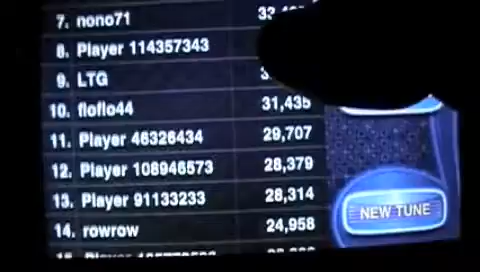 7. nono71
8. Player 114357343
9. LTG
10. floflo44 31,435
11. Player 46326434 29,707
12. Player 108946573 28,379
13. Player 91133233 28,314
14. rowrow 24,958
NEW TUNE